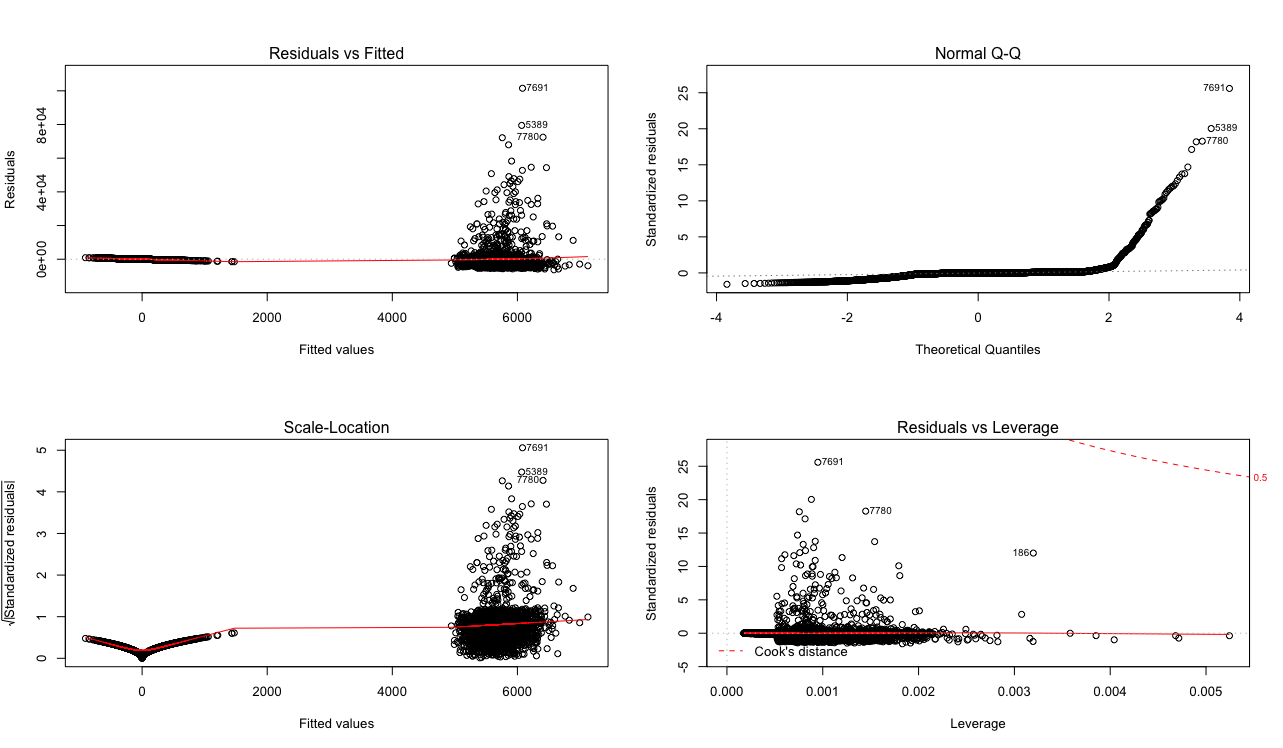 Residuals vs Fitted
Residuals
0e+00 4e+04 8e+04
7691
5389
7780
0 2000 4000 6000
Fitted values
Normal Q-Q
Standardized residuals
0 5 10 15 20 25
7691
5389
7780
-4 -2 0 2 4
Theoretical Quantiles
Scale-Location
√|Standardized residuals|
0 1 2 3 4 5
7691
5389
7780
0 2000 4000 6000
Fitted values
Residuals vs Leverage
Standardized residuals
-5 0 5 10 15 20 25
7691
7780
186
0.5
Cook's distance
0.000 0.001 0.002 0.003 0.004 0.005
Leverage